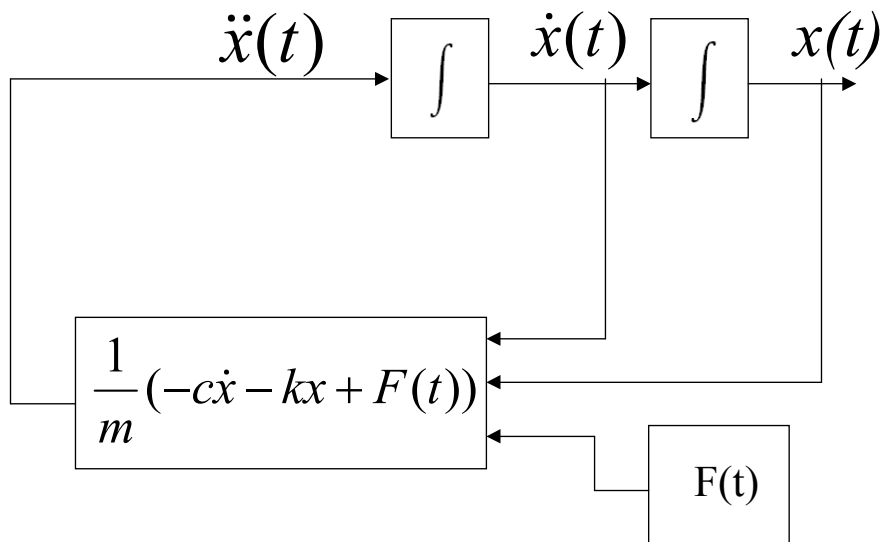 ẍ(t) ∫ ẋ(t) ∫ x(t)
1/m (−cẋ − kx + F(t))
F(t)